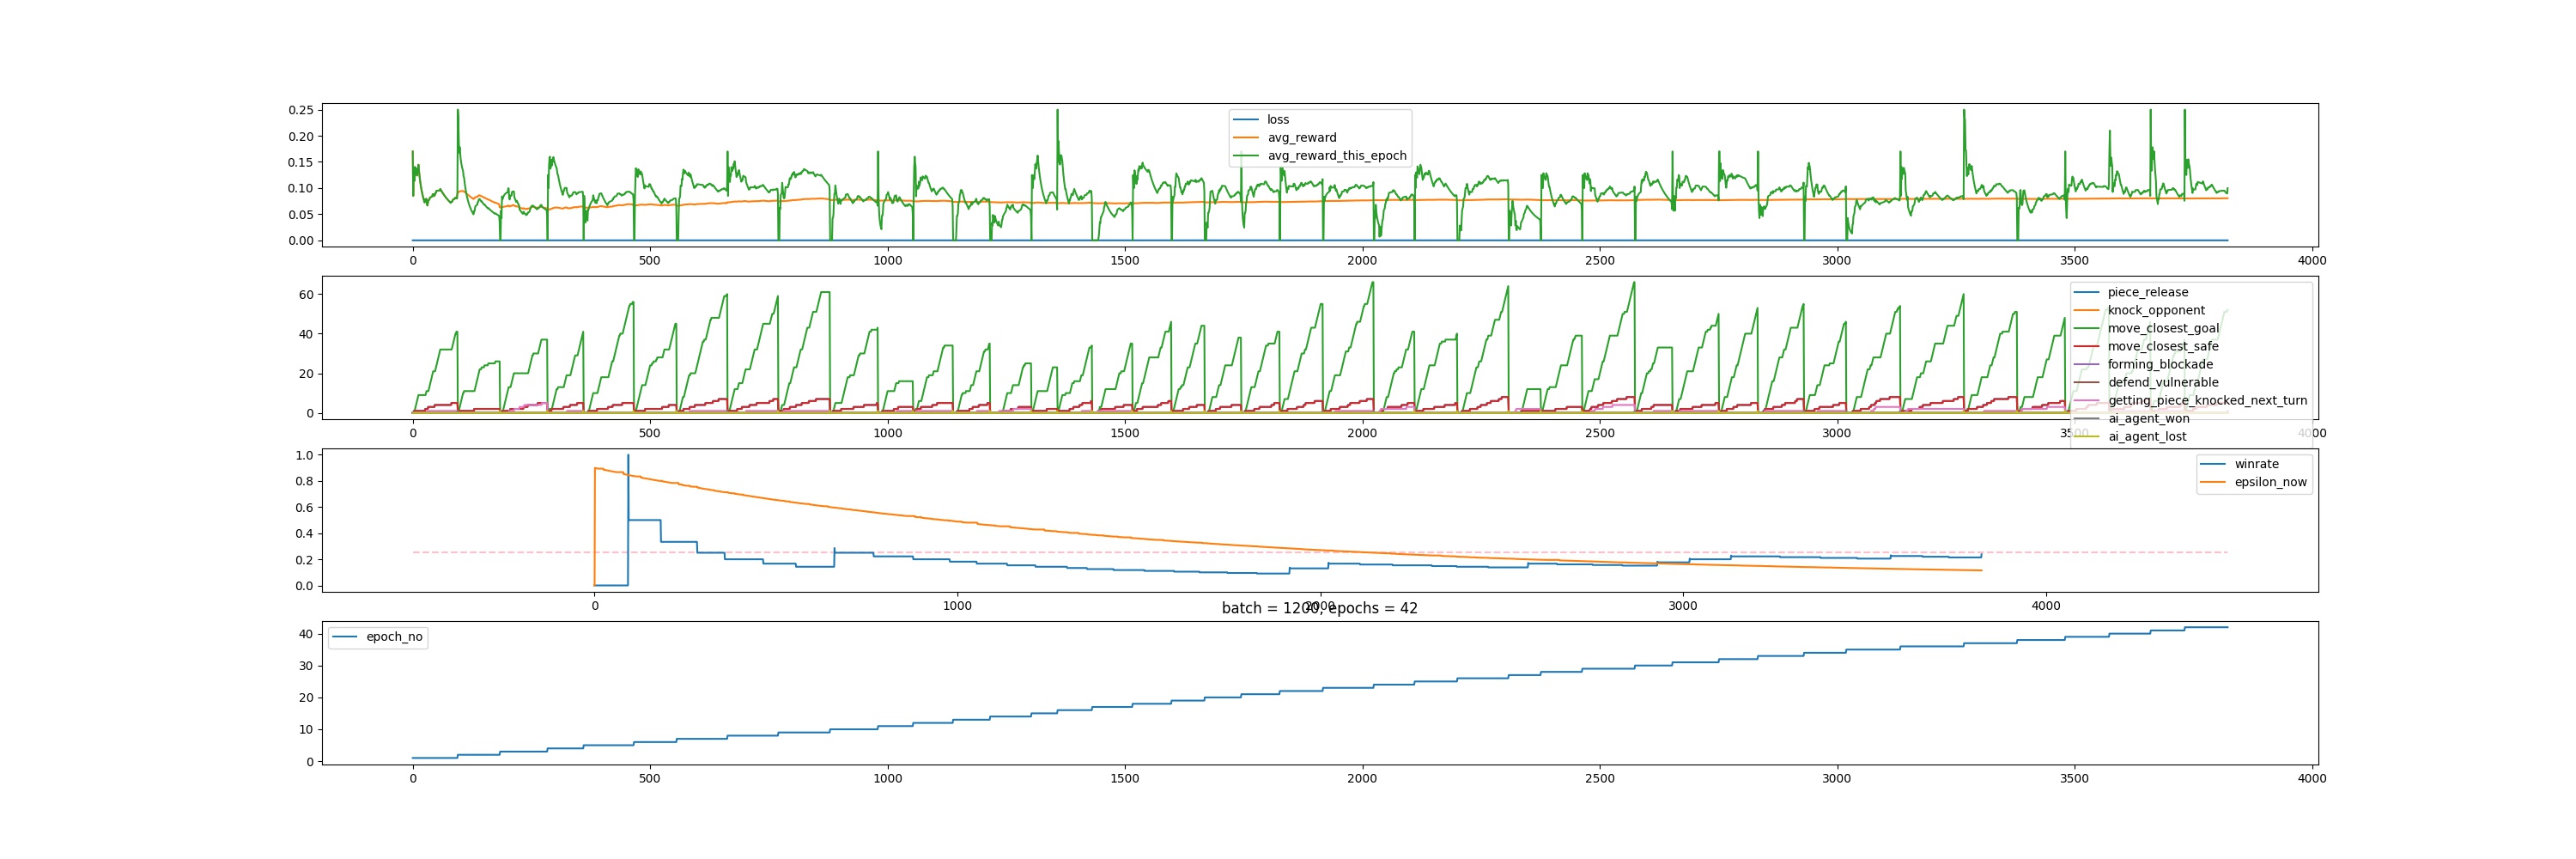 0.25
0.20
0.15
0.10
0.05
0.00
loss
avg_reward
avg_reward_this_epoch
0 500 1000 1500 2000 2500 3000 3500 4000
60
40
20
0
piece_release
knock_opponent
move_closest_goal
move_closest_safe
forming_blockade
defend_vulnerable
getting_piece_knocked_next_turn
ai_agent_won
ai_agent_lost
0 500 1000 1500 2000 2500 3000 3500 4000
1.0
0.8
0.6
0.4
0.2
0.0
winrate
epsilon_now
0 1000 2000 3000 4000
batch = 1200, epochs = 42
40
30
20
10
0
epoch_no
0 500 1000 1500 2000 2500 3000 3500 4000